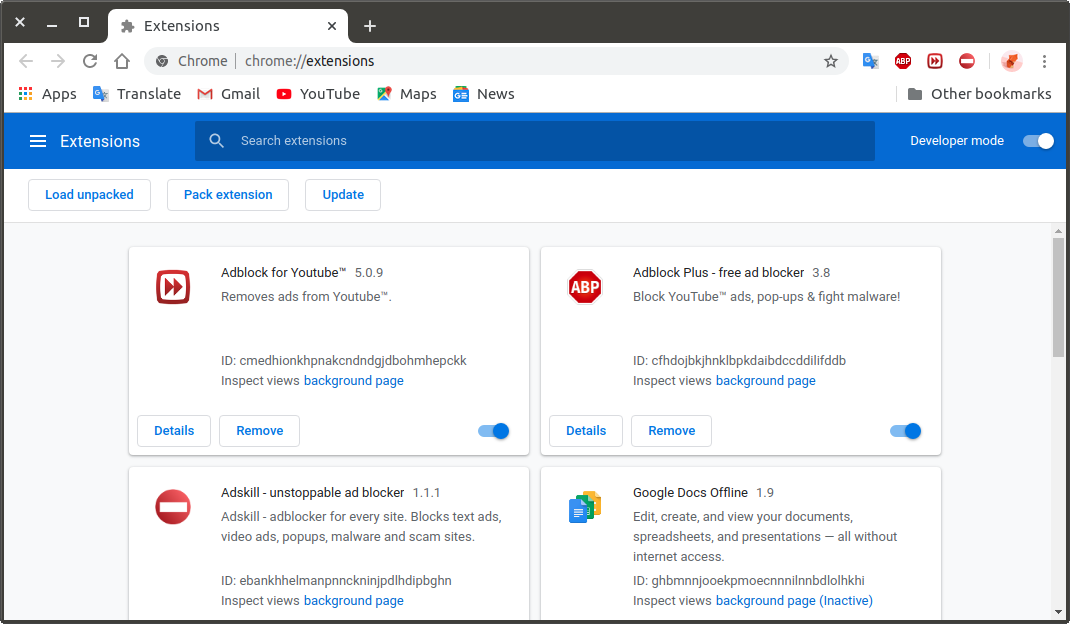 Extensions
Chrome chrome://extensions
ABP
Apps Translate Gmail YouTube Maps News Other bookmarks
Extensions Search extensions Developer mode
Load unpacked Pack extension Update
Adblock for Youtube™ 5.0.9
Removes ads from Youtube™.
ID: cmedhionkhpnakcndndgjdbohmhepckk
Inspect views background page
Details Remove
ABP
Adblock Plus - free ad blocker 3.8
Block YouTube™ ads, pop-ups & fight malware!
ID: cfhdojbkjhnklbpkdaibdccddilifddb
Inspect views background page
Details Remove
Adskill - unstoppable ad blocker 1.1.1
Adskill - adblocker for every site. Blocks text ads,
video ads, popups, malware and scam sites.
ID: ebankhhelmanpnnckninjpdlhdipbghn
Inspect views background page
Google Docs Offline 1.9
Edit, create, and view your documents,
spreadsheets, and presentations — all without
internet access.
ID: ghbmnnjooekpmoecnnnilnnbdlolhkhi
Inspect views background page (Inactive)